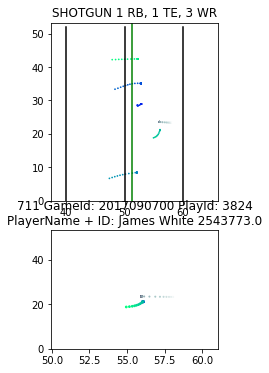 SHOTGUN 1 RB, 1 TE, 3 WR
50
40
30
20
10
0
40 50 60
711 GameId: 2017090700 PlayId: 3824
PlayerName + ID: James White 2543773.0
40
20
0
50.0 52.5 55.0 57.5 60.0